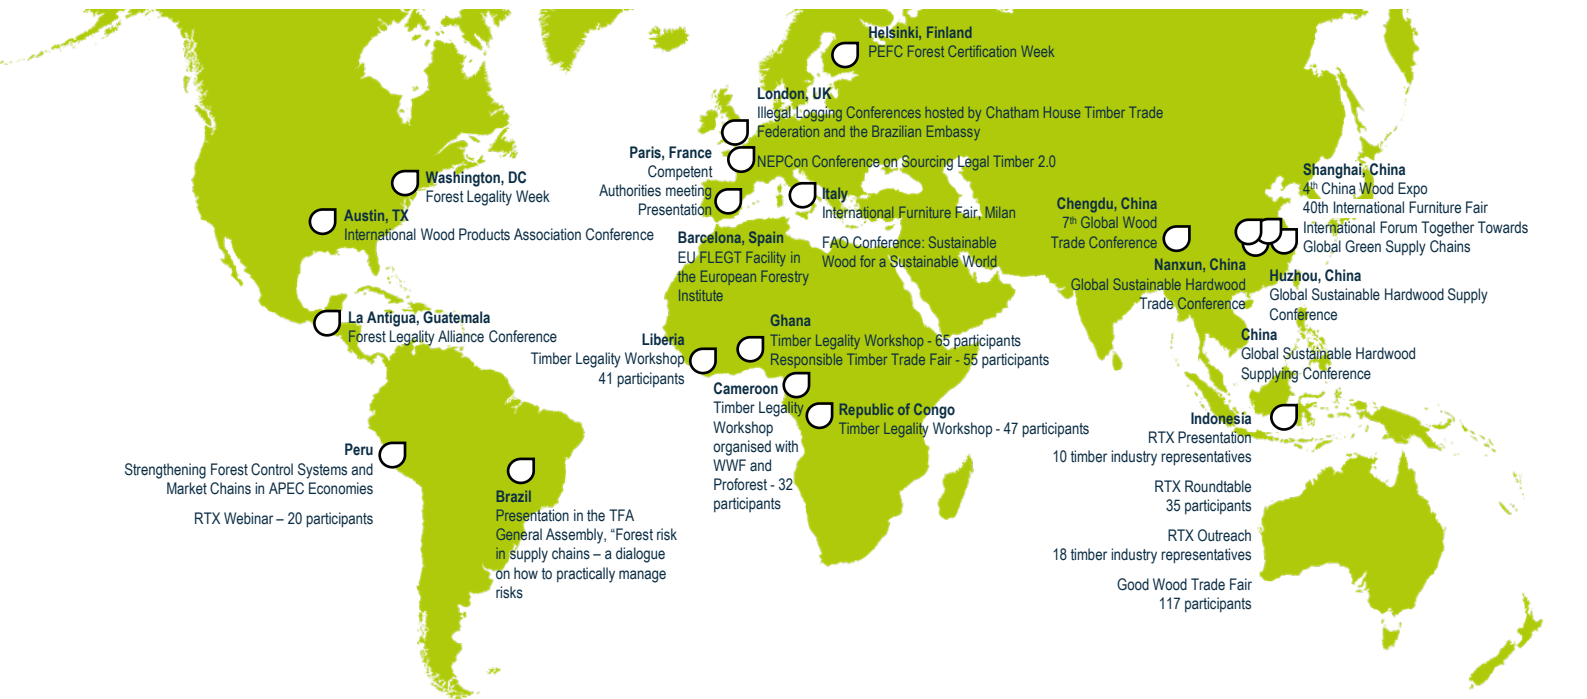 Helsinki, Finland
PEFC Forest Certification Week
London, UK
Illegal Logging Conferences hosted by Chatham House Timber Trade
Federation and the Brazilian Embassy
NEPCon Conference on Sourcing Legal Timber 2.0
Paris, France
Competent
Authorities meeting
Presentation
Washington, DC
Forest Legality Week
Austin, TX
International Wood Products Association Conference
Italy
International Furniture Fair, Milan
FAO Conference: Sustainable
Wood for a Sustainable World
Barcelona, Spain
EU FLEGT Facility in
the European Forestry
Institute
Shanghai, China
4th China Wood Expo
40th International Furniture Fair
International Forum Together Towards
Global Green Supply Chains
Chengdu, China
7th Global Wood
Trade Conference
Nanxun, China
Global Sustainable Hardwood
Trade Conference
Huzhou, China
Global Sustainable Hardwood Supply
Conference
China
Global Sustainable Hardwood
Supplying Conference
La Antigua, Guatemala
Forest Legality Alliance Conference
Liberia
Timber Legality Workshop
41 participants
Ghana
Timber Legality Workshop - 65 participants
Responsible Timber Trade Fair - 55 participants
Cameroon
Timber Legality
Workshop
organised with
WWF and
Proforest - 32
participants
Republic of Congo
Timber Legality Workshop - 47 participants
Indonesia
RTX Presentation
10 timber industry representatives
RTX Roundtable
35 participants
RTX Outreach
18 timber industry representatives
Good Wood Trade Fair
117 participants
Peru
Strengthening Forest Control Systems and
Market Chains in APEC Economies
RTX Webinar – 20 participants
Brazil
Presentation in the TFA
General Assembly, “Forest risk
in supply chains – a dialogue
on how to practically manage
risks